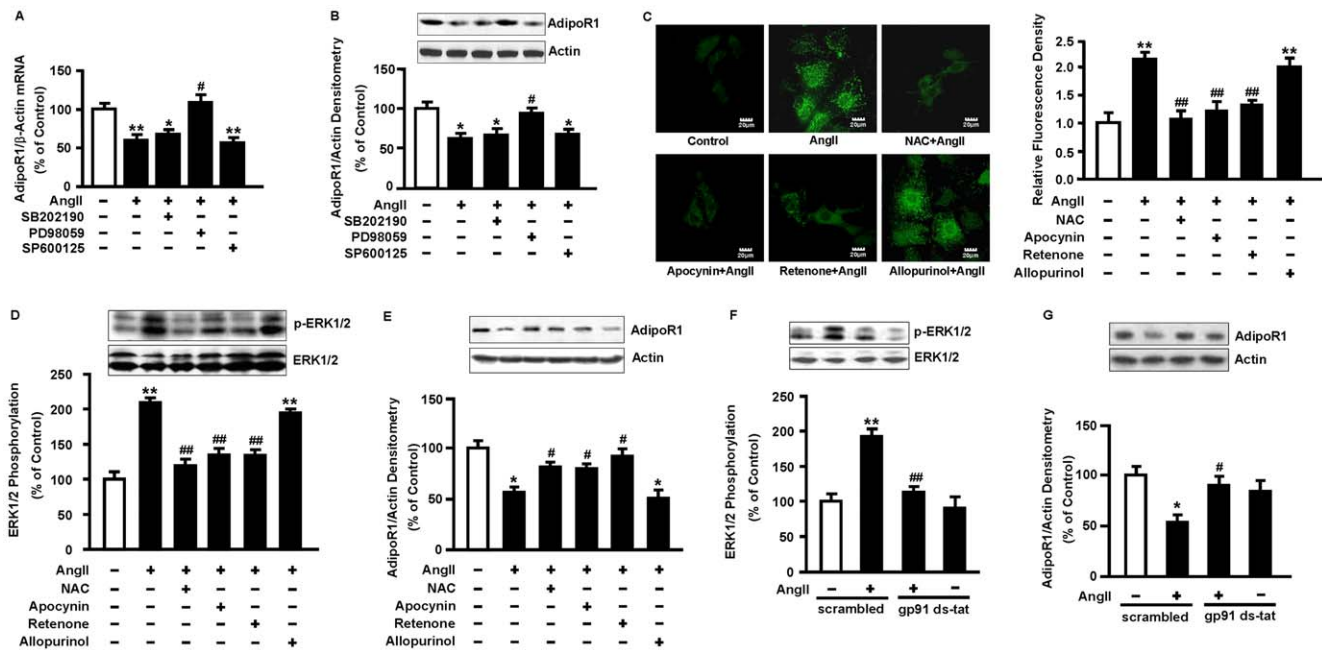 A
AdipoR1/β-Actin mRNA
(% of Control)
150
100
50
0
** * # **
AngII – + + + +
SB202190 – – + – –
PD98059 – – – + –
SP600125 – – – – +
B
AdipoR1
Actin
AdipoR1/Actin Densitometry
(% of Control)
150
100
50
0
* * # *
AngII – + + + +
SB202190 – – + – –
PD98059 – – – + –
SP600125 – – – – +
C
20μm 20μm 20μm
Control AngII NAC+AngII
20μm 20μm 20μm
Apocynin+AngII Retenone+AngII Allopurinol+AngII
Relative Fluorescence Density
2.5
2.0
1.5
1.0
0.5
0.0
** ## ## ## **
AngII – + + + + +
NAC – – + – – –
Apocynin – – – + – –
Retenone – – – – + –
Allopurinol – – – – – +
D
p-ERK1/2
ERK1/2
ERK1/2 Phosphorylation
(% of Control)
250
200
150
100
50
0
** ## ## ## **
AngII – + + + + +
NAC – – + – – –
Apocynin – – – + – –
Retenone – – – – + –
Allopurinol – – – – – +
E
AdipoR1
Actin
AdipoR1/Actin Densitometry
(% of Control)
150
100
50
0
* # # # *
AngII – + + + + +
NAC – – + – – –
Apocynin – – – + – –
Retenone – – – – + –
Allopurinol – – – – – +
F
p-ERK1/2
ERK1/2
ERK1/2 Phosphorylation
(% of Control)
250
200
150
100
50
0
** ##
AngII – + + –
scrambled gp91 ds-tat
G
AdipoR1
Actin
AdipoR1/Actin Densitometry
(% of Control)
150
100
50
0
* #
AngII – + + –
scrambled gp91 ds-tat